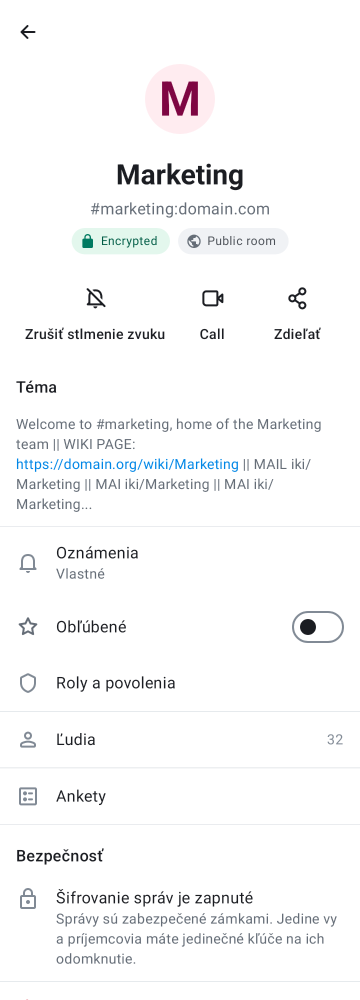 M
Marketing
#marketing:domain.com
Encrypted
Public room
Zrušiť stlmenie zvuku
Call
Zdieľať
Téma
Welcome to #marketing, home of the Marketing
team || WIKI PAGE:
https://domain.org/wiki/Marketing || MAIL iki/
Marketing || MAI iki/Marketing || MAI iki/
Marketing...
Oznámenia
Vlastné
Obľúbené
Roly a povolenia
Ľudia
32
Ankety
Bezpečnosť
Šifrovanie správ je zapnuté
Správy sú zabezpečené zámkami. Jedine vy
a príjemcovia máte jedinečné kľúče na ich
odomknutie.